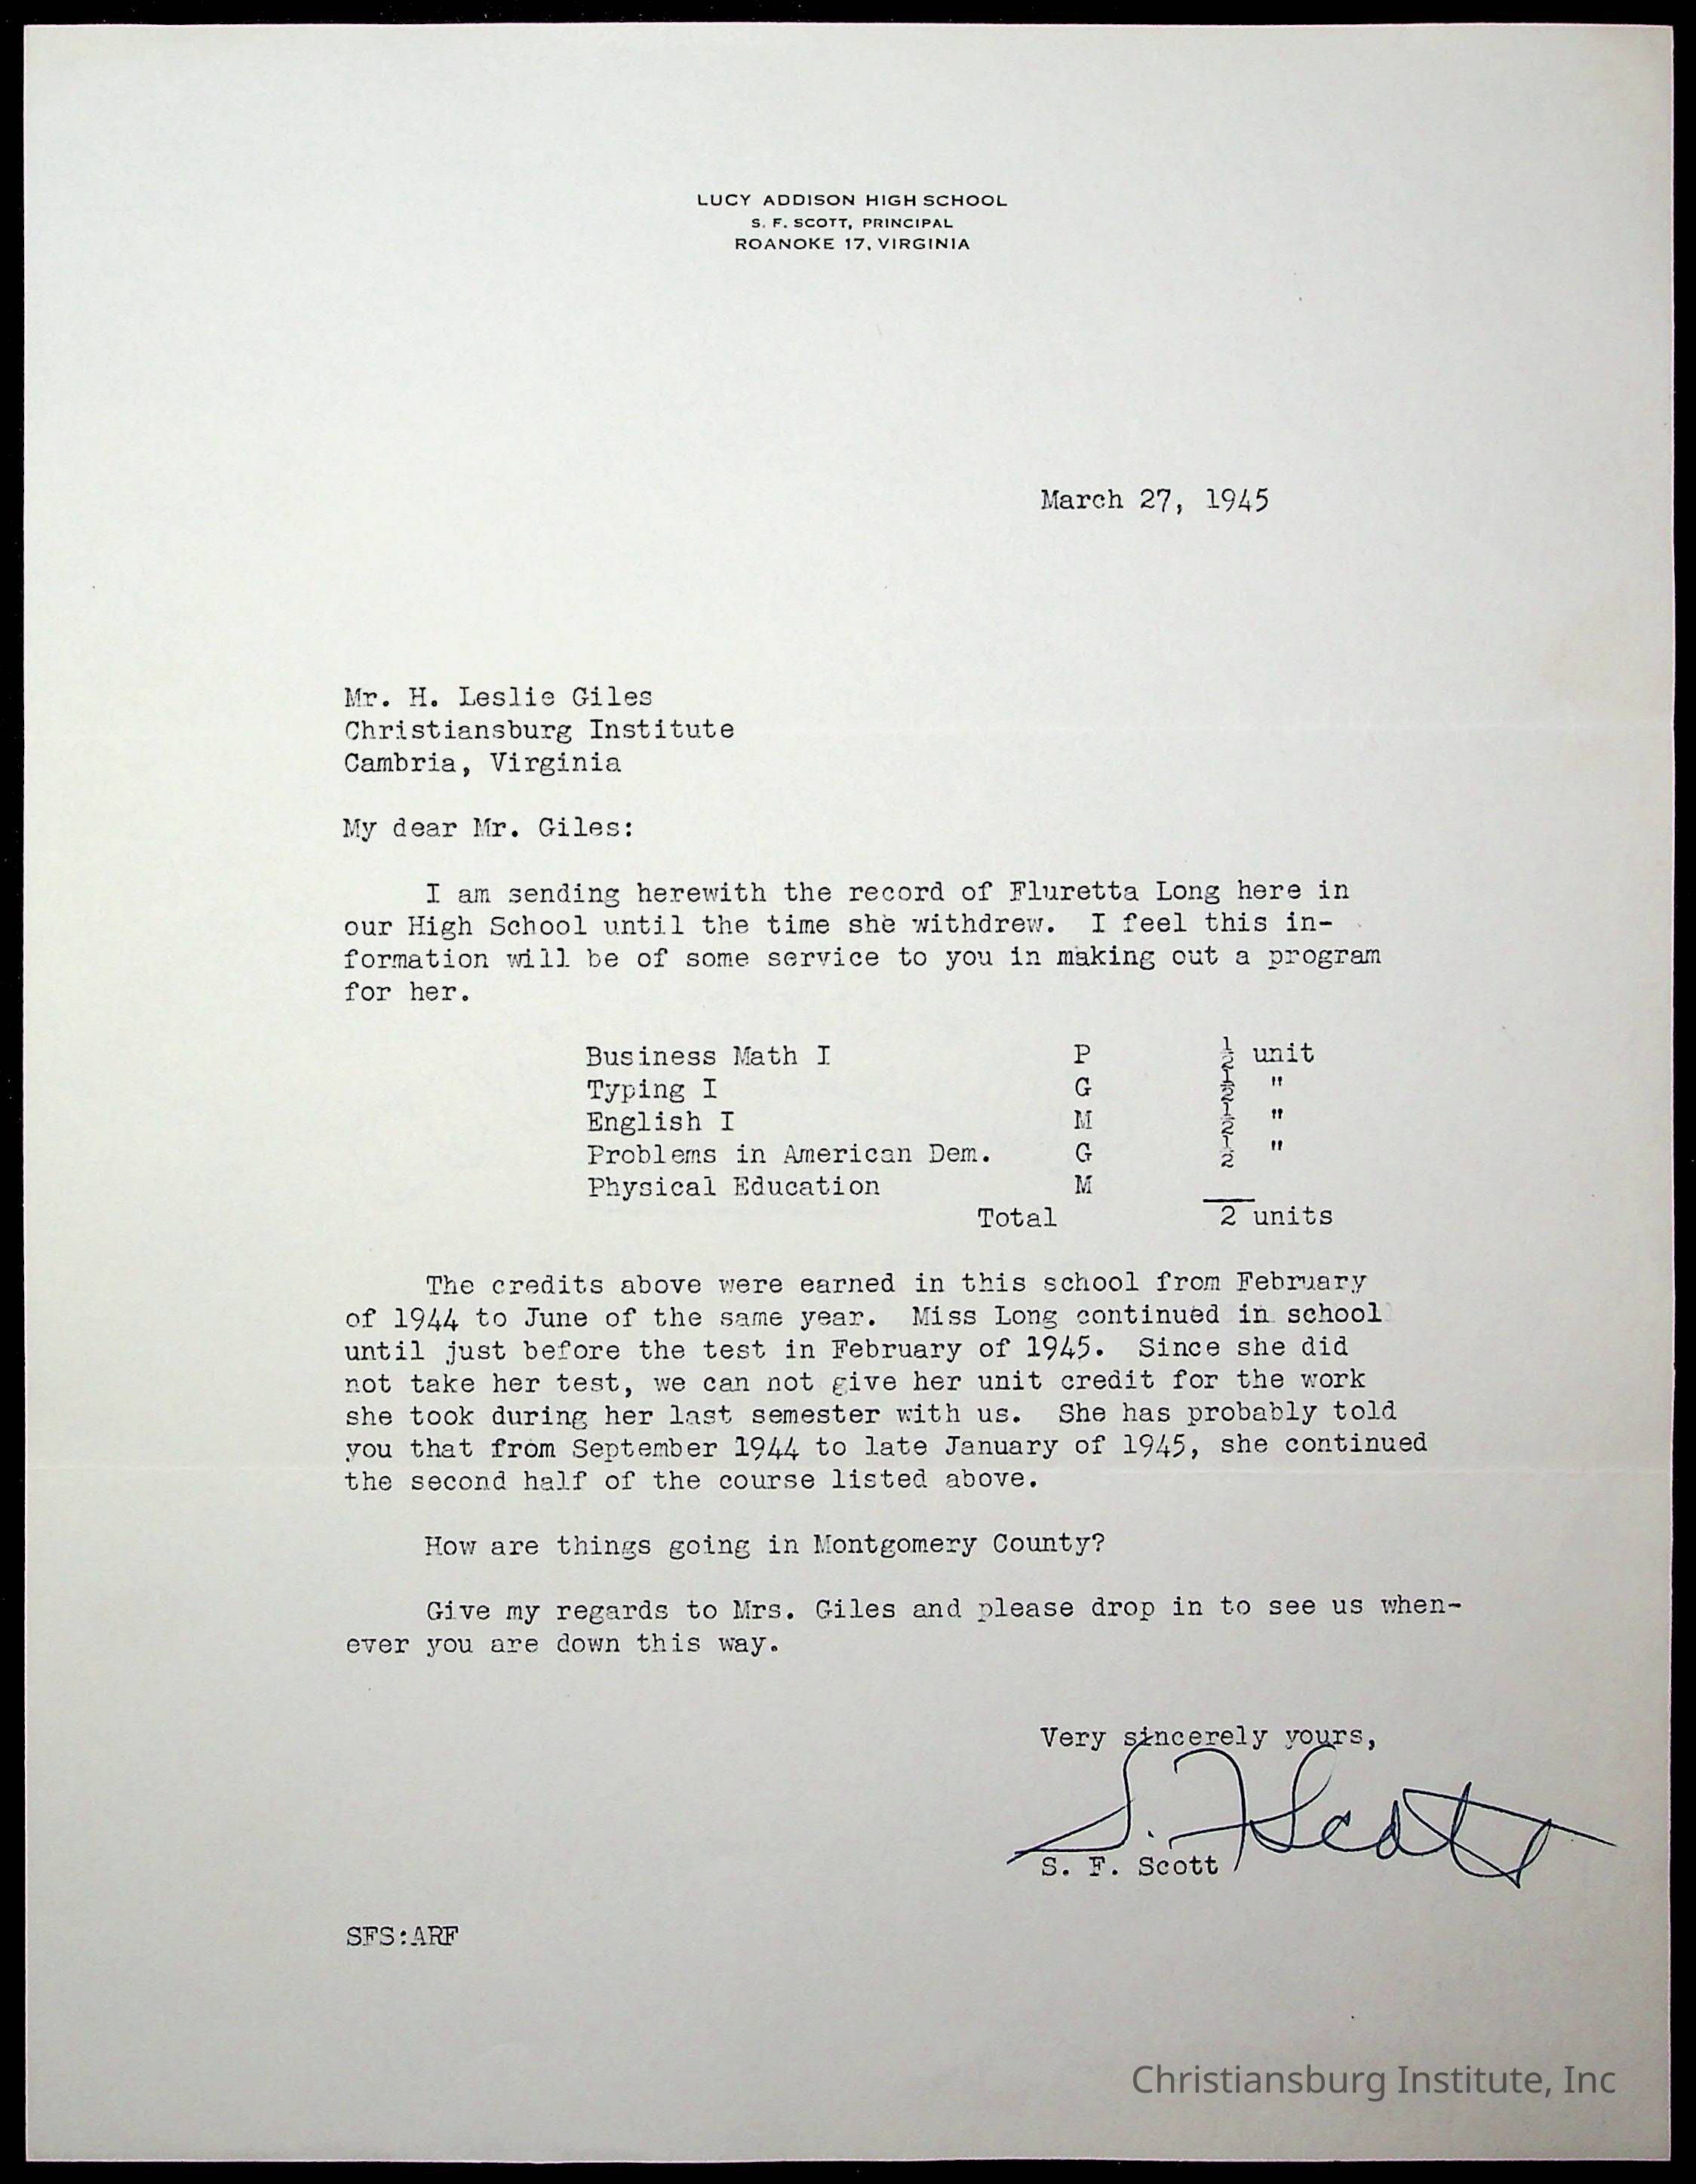 LUCY ADDISON HIGH SCHOOL
S. F. SCOTT, PRINCIPAL
ROANOKE 17, VIRGINIA
March 27, 1945
Mr. H. Leslie Giles
Christiansburg Institute
Cambria, Virginia
My dear Mr. Giles:
I am sending herewith the record of Fluretta Long here in
our High School until the time she withdrew. I feel this in-
formation will be of some service to you in making out a program
for her.
Business Math I P ½ unit
Typing I G ½ "
English I M ½ "
Problems in American Dem. G ½ "
Physical Education M
Total 2 units
The credits above were earned in this school from February
of 1944 to June of the same year. Miss Long continued in school
until just before the test in February of 1945. Since she did
not take her test, we can not give her unit credit for the work
she took during her last semester with us. She has probably told
you that from September 1944 to late January of 1945, she continued
the second half of the course listed above.
How are things going in Montgomery County?
Give my regards to Mrs. Giles and please drop in to see us when-
ever you are down this way.
Very sincerely yours,
S. F. Scott
S. F. Scott
SFS:ARF
Christiansburg Institute, Inc